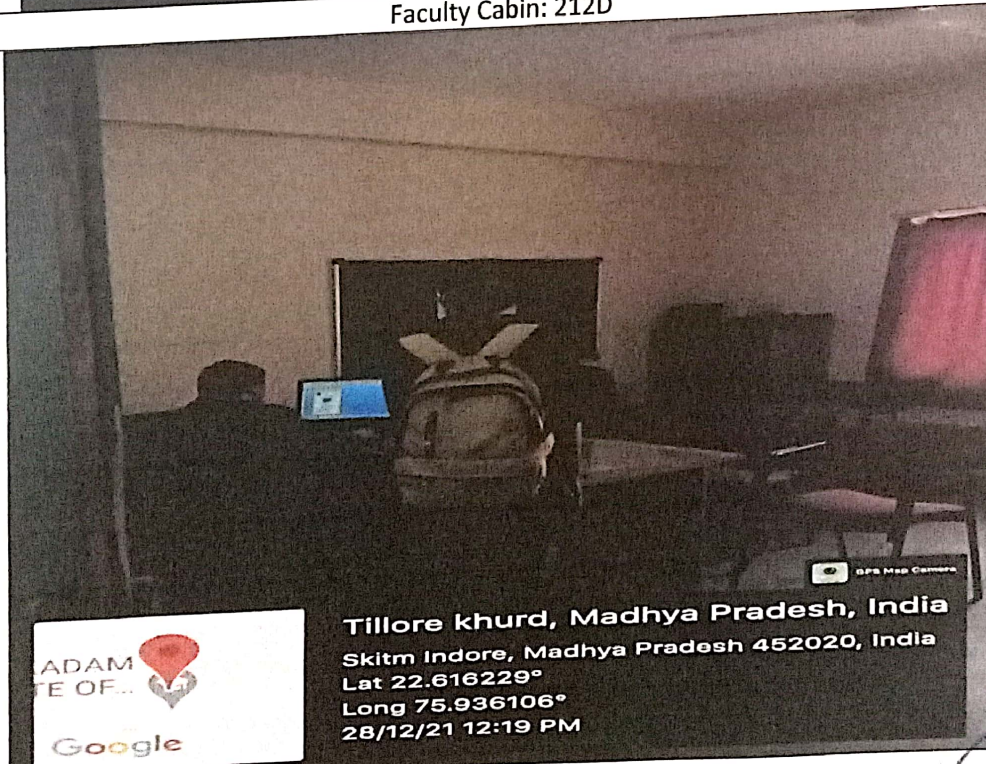 Faculty Cabin: 212D
GPS Map Camera
Tillore khurd, Madhya Pradesh, India
Skitm Indore, Madhya Pradesh 452020, India
Lat 22.616229°
Long 75.936106°
28/12/21 12:19 PM
ADAM
TE OF...
Google